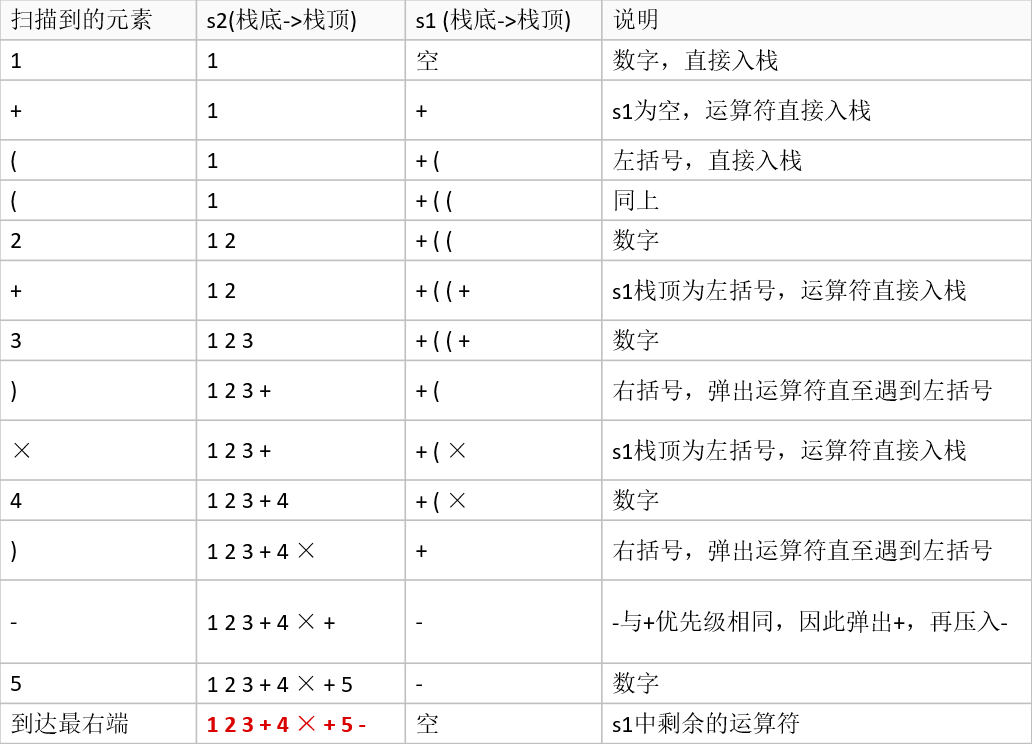 扫描到的元素 s2(栈底->栈顶) s1 (栈底->栈顶) 说明
1 1 空 数字，直接入栈
+ 1 + s1为空，运算符直接入栈
( 1 + ( 左括号，直接入栈
( 1 + ( ( 同上
2 1 2 + ( ( 数字
+ 1 2 + ( ( + s1栈顶为左括号，运算符直接入栈
3 1 2 3 + ( ( + 数字
) 1 2 3 + + ( 右括号，弹出运算符直至遇到左括号
× 1 2 3 + + ( × s1栈顶为左括号，运算符直接入栈
4 1 2 3 + 4 + ( × 数字
) 1 2 3 + 4 × + 右括号，弹出运算符直至遇到左括号
- 1 2 3 + 4 × + - -与+优先级相同，因此弹出+，再压入-
5 1 2 3 + 4 × + 5 - 数字
到达最右端 1 2 3 + 4 × + 5 - 空 s1中剩余的运算符